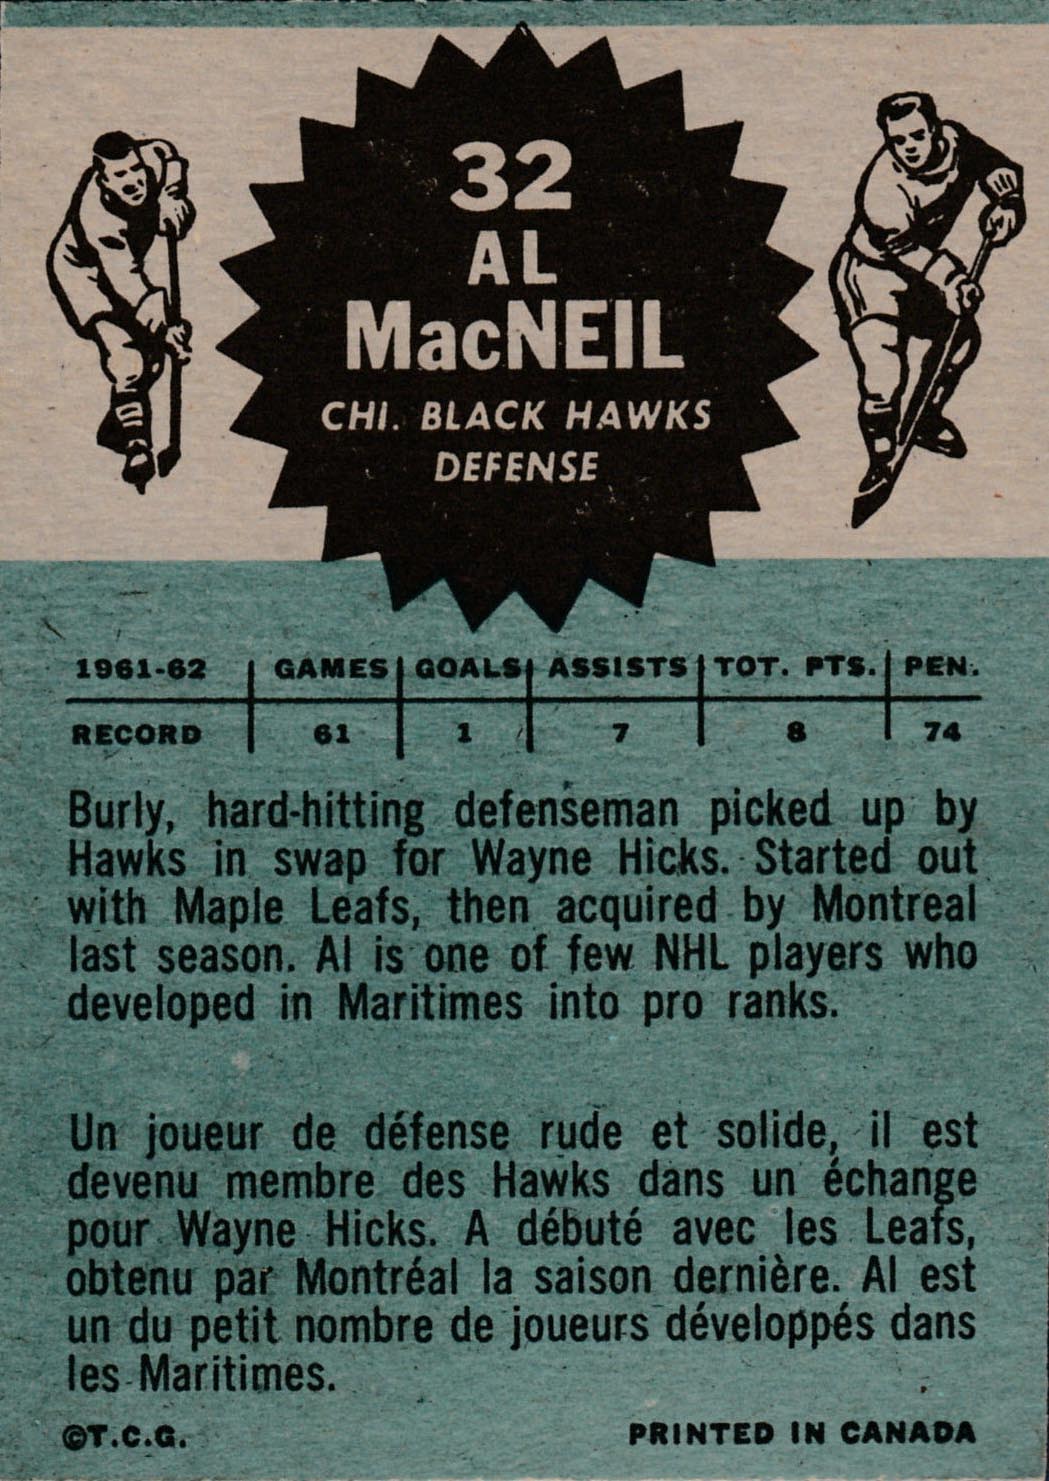 32
AL
MacNEIL
CHI. BLACK HAWKS
DEFENSE
1961-62 GAMES GOALS ASSISTS TOT. PTS. PEN.
RECORD 61 1 7 8 74
Burly, hard-hitting defenseman picked up by
Hawks in swap for Wayne Hicks. Started out
with Maple Leafs, then acquired by Montreal
last season. Al is one of few NHL players who
developed in Maritimes into pro ranks.
Un joueur de défense rude et solide, il est
devenu membre des Hawks dans un échange
pour Wayne Hicks. A débuté avec les Leafs,
obtenu par Montréal la saison dernière. Al est
un du petit nombre de joueurs développés dans
les Maritimes.
©T.C.G. PRINTED IN CANADA